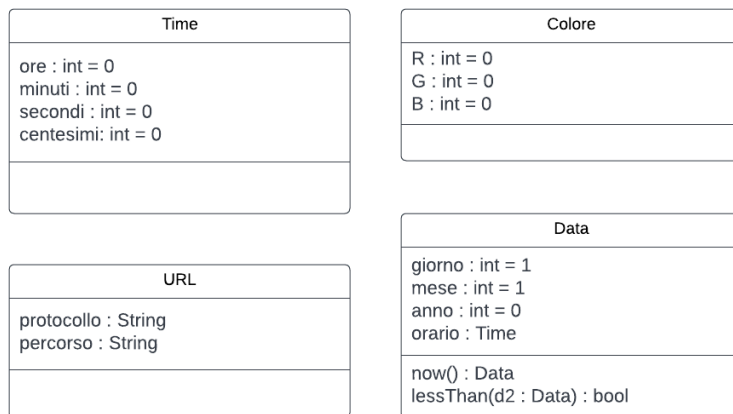 Time
ore : int = 0
minuti : int = 0
secondi : int = 0
centesimi: int = 0
Colore
R : int = 0
G : int = 0
B : int = 0
URL
protocollo : String
percorso : String
Data
giorno : int = 1
mese : int = 1
anno : int = 0
orario : Time
now() : Data
lessThan(d2 : Data) : bool